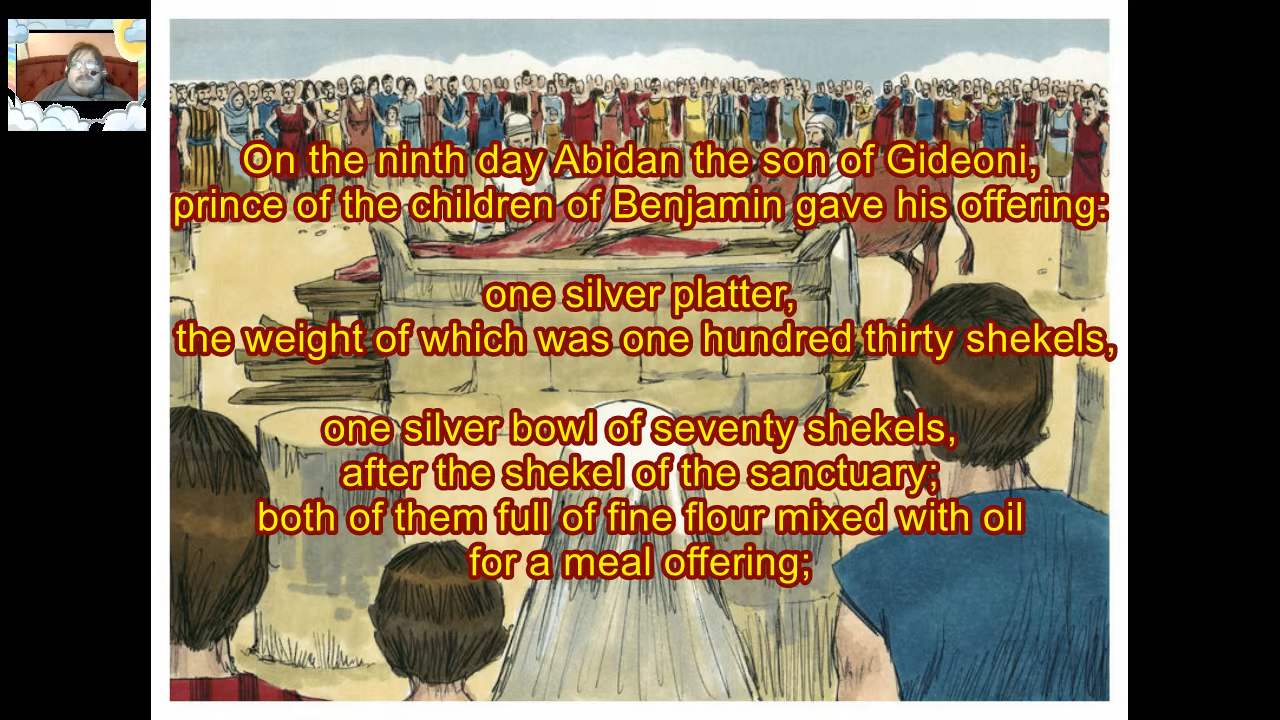 On the ninth day Abidan the son of Gideoni,
prince of the children of Benjamin gave his offering:
one silver platter,
the weight of which was one hundred thirty shekels,
one silver bowl of seventy shekels,
after the shekel of the sanctuary;
both of them full of fine flour mixed with oil
for a meal offering;